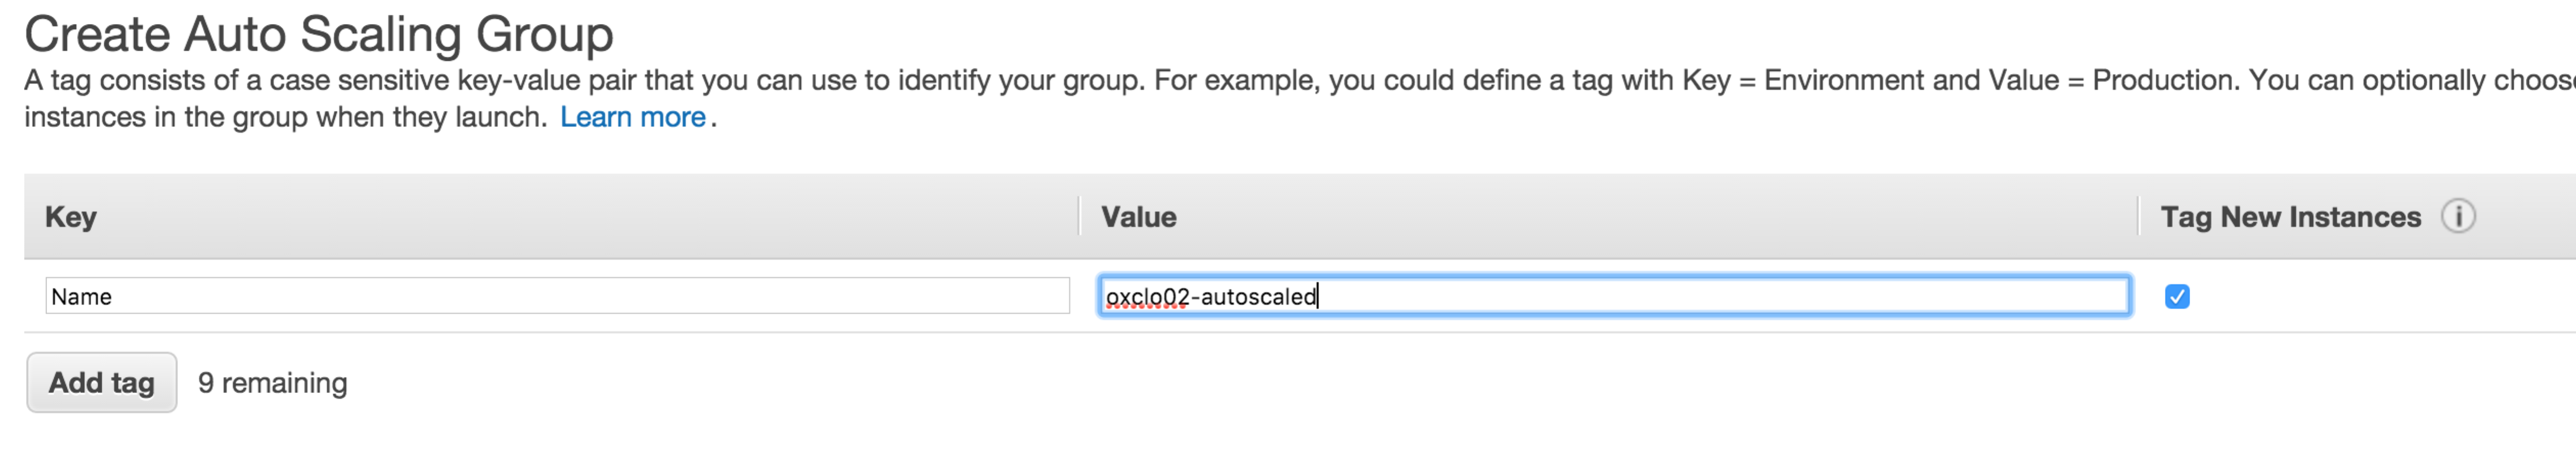 Create Auto Scaling Group
A tag consists of a case sensitive key-value pair that you can use to identify your group. For example, you could define a tag with Key = Environment and Value = Production. You can optionally choos
instances in the group when they launch. Learn more.
Key Value Tag New Instances i
Name oxclo02-autoscaled
Add tag 9 remaining